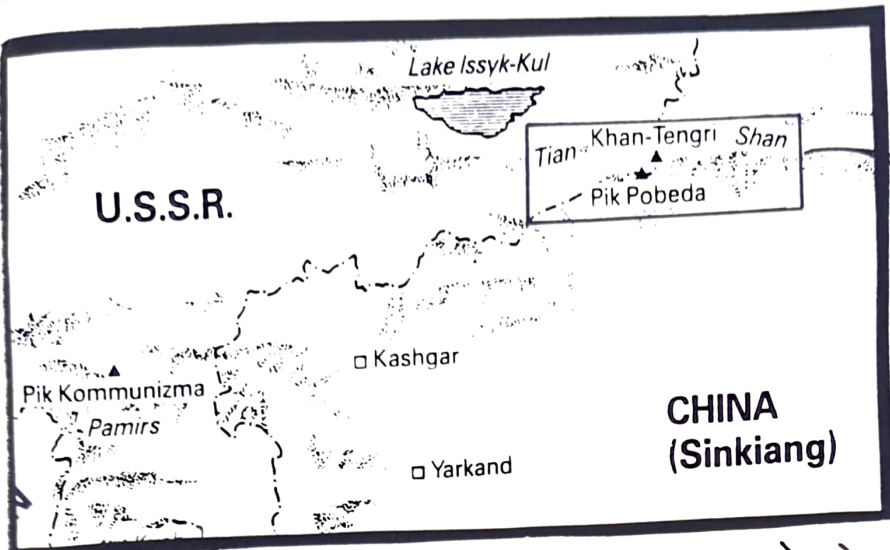 Lake Issyk-Kul
Tian Khan-Tengri Shan
Pik Pobeda
U.S.S.R.
Kashgar
Pik Kommunizma
Pamirs
CHINA
(Sinkiang)
Yarkand